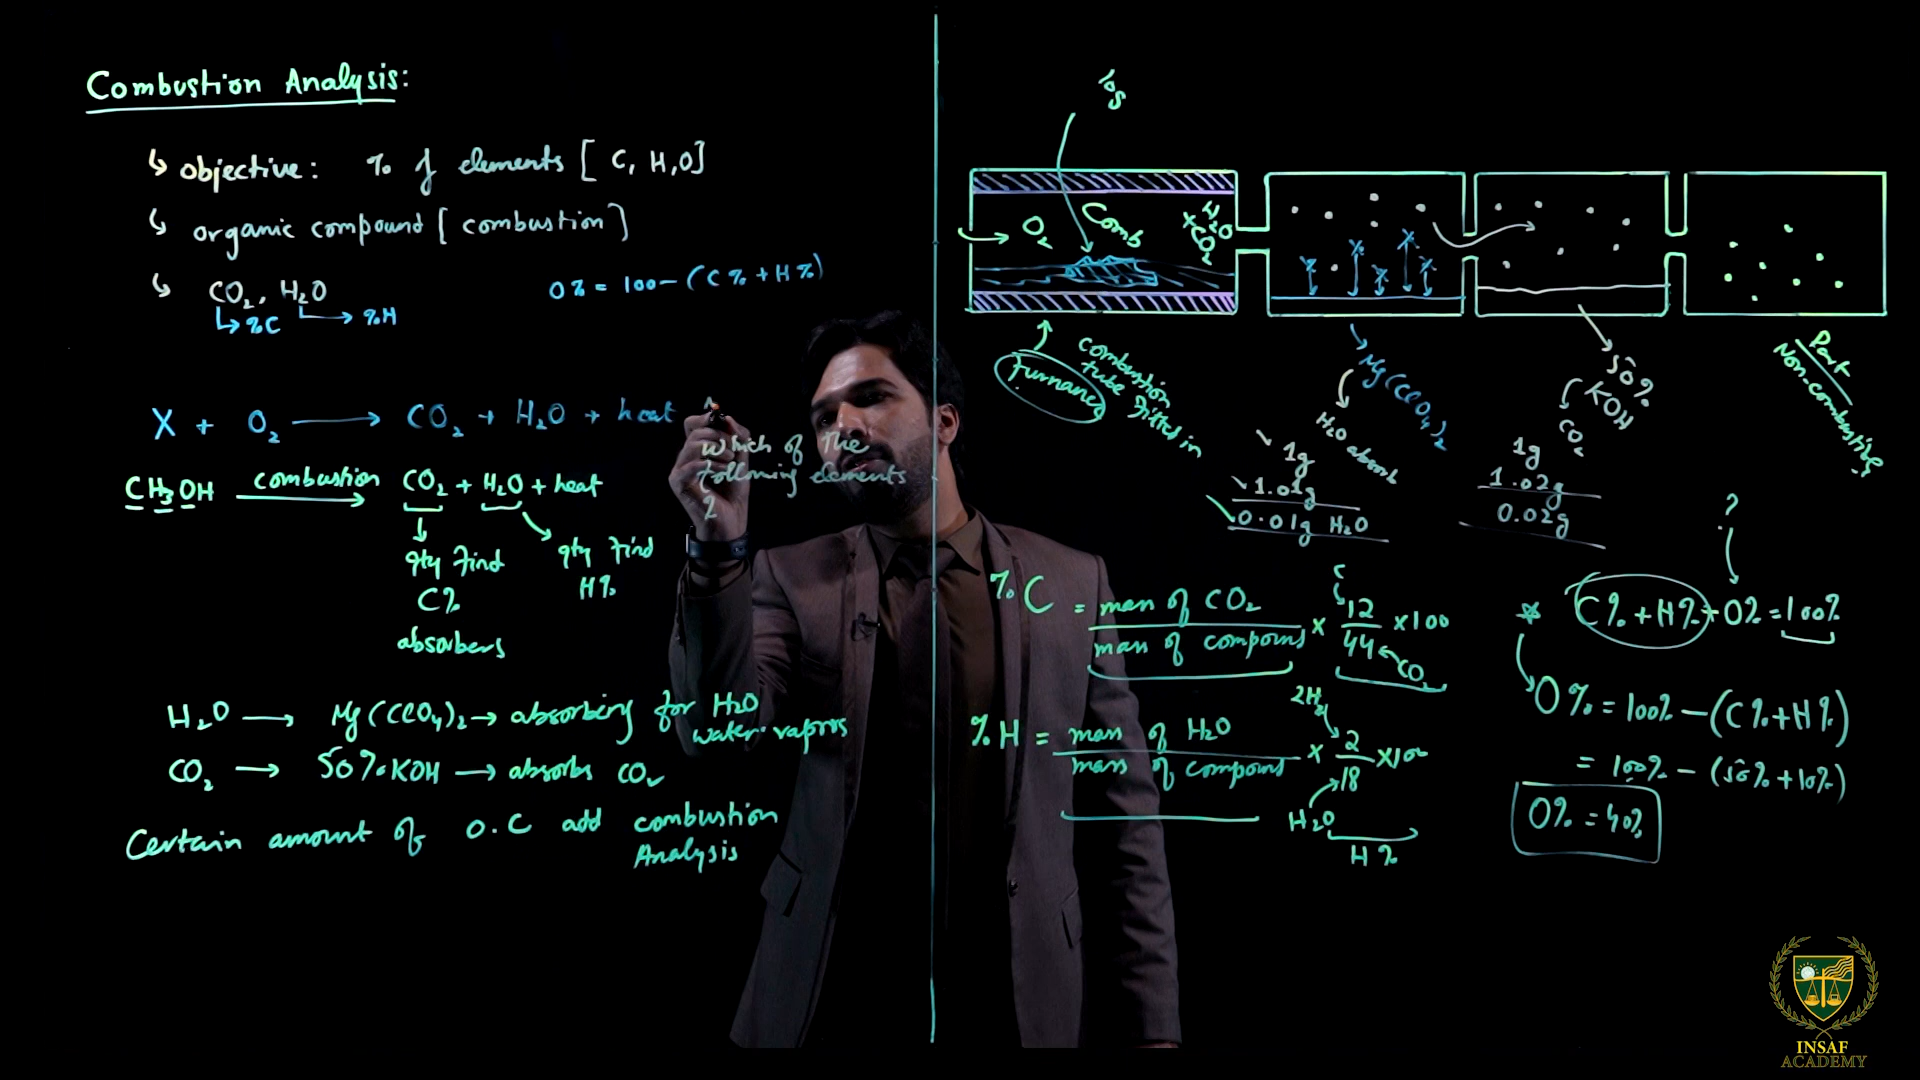 Combustion Analysis:
↳ objective: % of elements [ C, H, O]
↳ organic compound [ combustion ]
↳ CO₂, H₂O
↳ %C
→ %H
O% = 100 - (C% + H%)
X + O₂ → CO₂ + H₂O + heat
which of the
following elements
?
CH₃OH combustion → CO₂ + H₂O + heat
qty find
C%
absorbers
qty find
H%
H₂O → Mg(ClO₄)₂ → absorbing for H₂O
water vapros
CO₂ → 50% KOH → absorbs CO₂
Certain amount of O.C add combustion
Analysis
O₂
Comb
H₂O
+
CO₂
furnance
combustion
tube fitted in
Mg(ClO₄)₂
H₂O absorb
50%
KOH
CO₂
Part
Non-combustive
1g
1.01g
0.01g H₂O
1g
1.02g
0.02g
?
%C = mass of CO₂ / mass of compound × 12/44 × 100
C
CO₂
%H = mass of H₂O / mass of compound × 2/18 × 100
2H
H₂O
H%
* C% + H% + O% = 100%
O% = 100% - (C% + H%)
= 100% - (50% + 10%)
O% = 40%
INSAF
ACADEMY